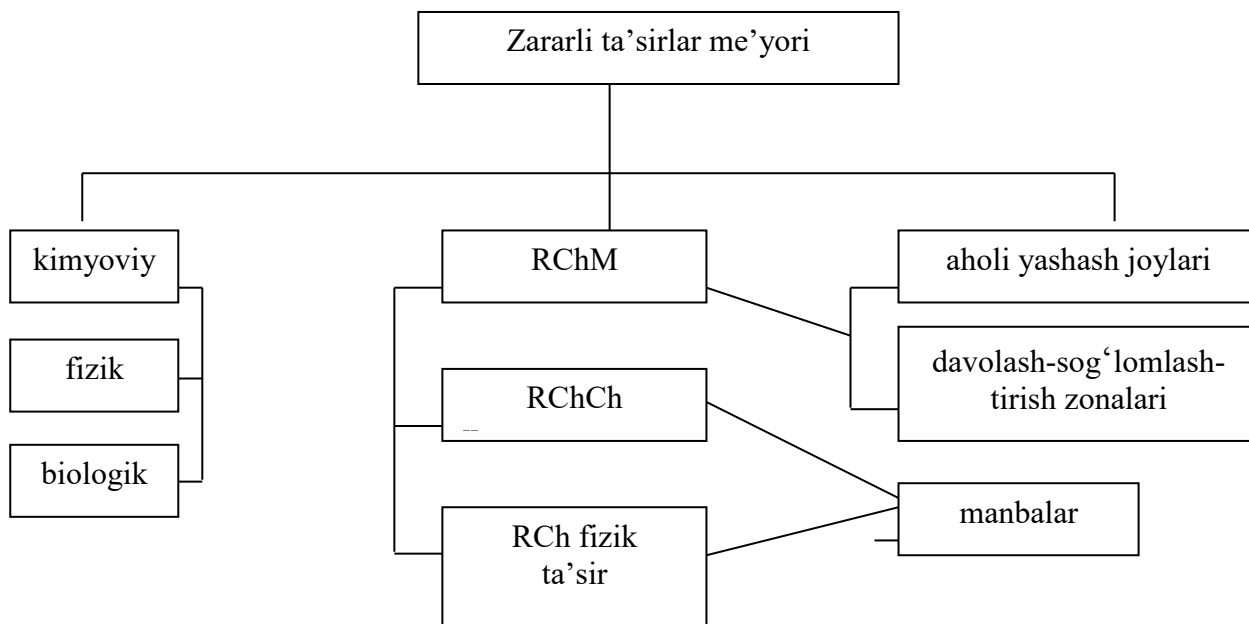 Zararli ta’sirlar me’yori
kimyoviy
fizik
biologik
RChM
RChCh
RCh fizik
ta’sir
aholi yashash joylari
davolash-sog‘lomlash-
tirish zonalari
manbalar